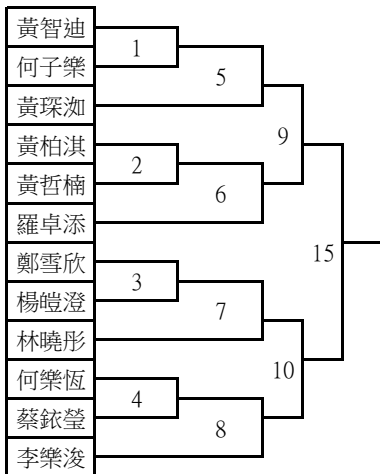 黃智迪
何子樂
黃琛洳
黃柏淇
黃哲楠
羅卓添
鄭雪欣
楊皚澄
林曉彤
何樂恆
蔡銥瑩
李樂浚
1
2
3
4
5
6
7
8
9
10
15